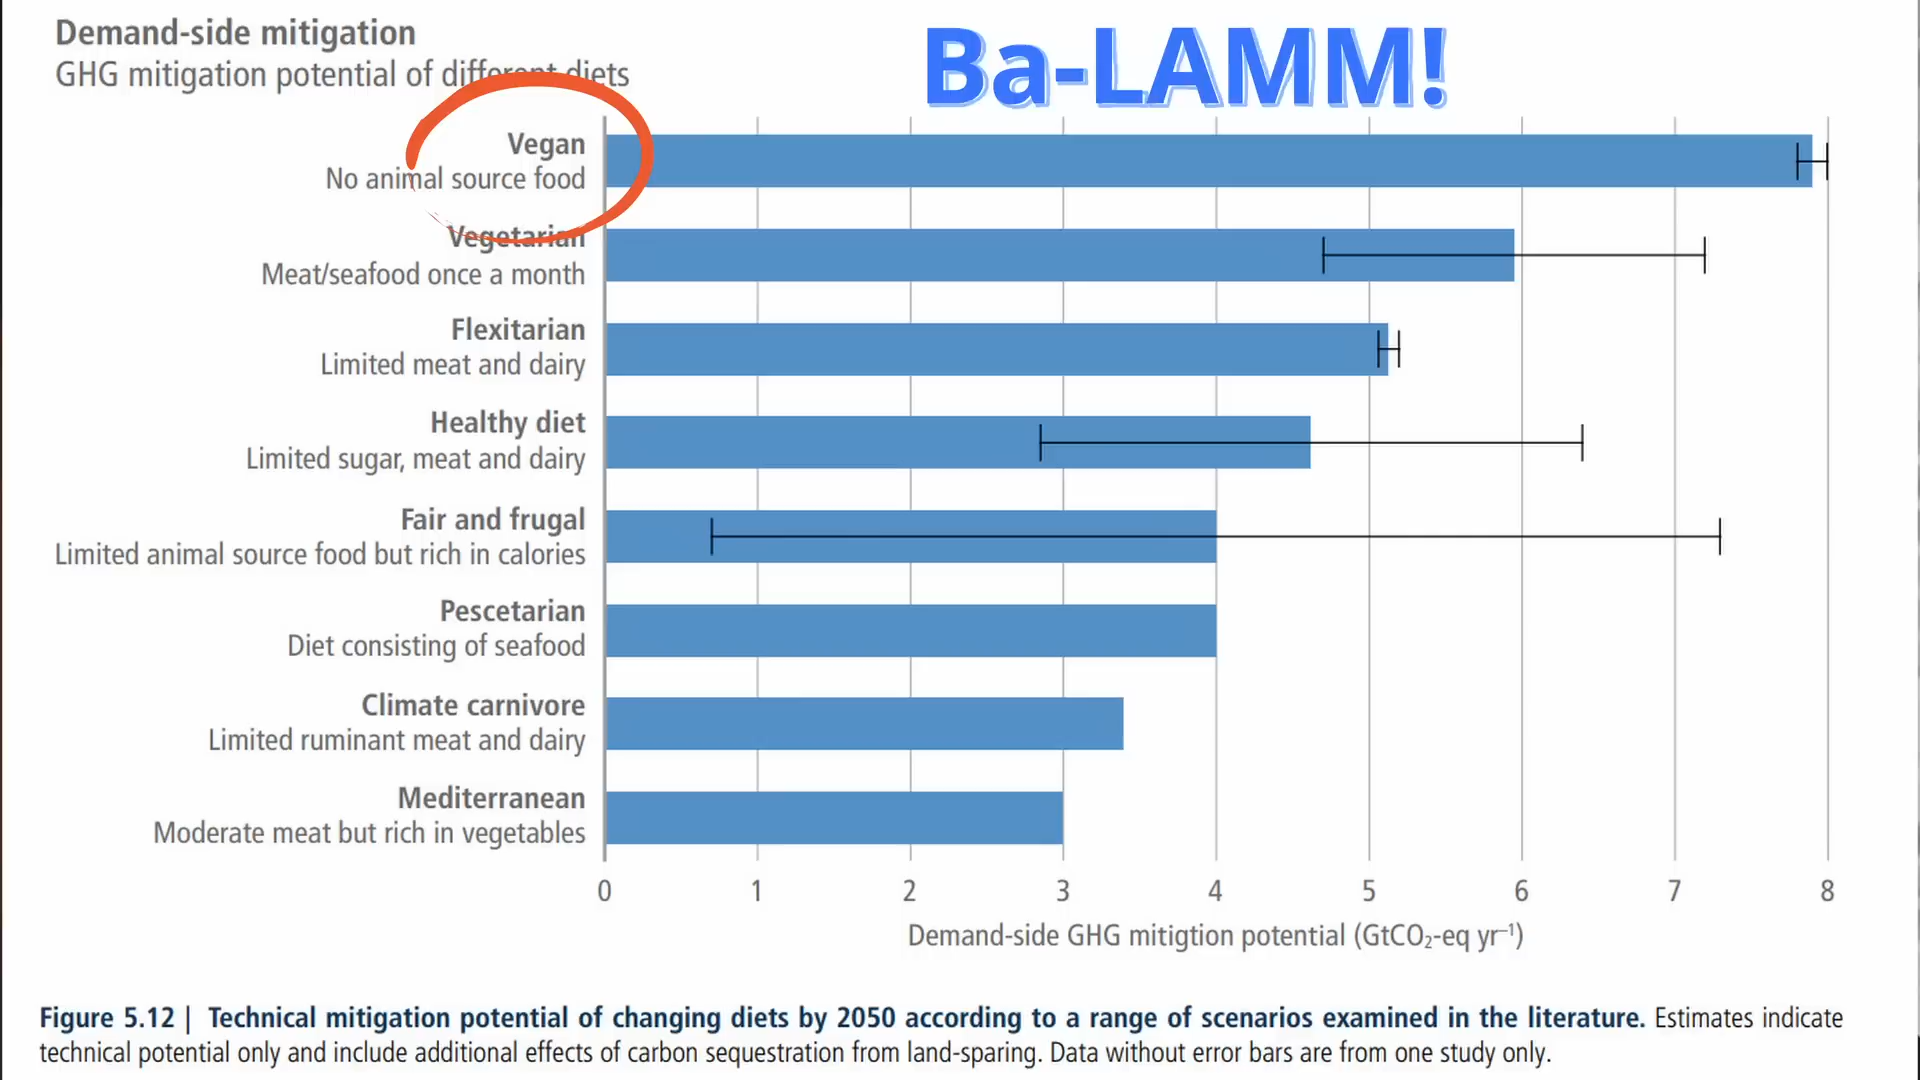 Demand-side mitigation
GHG mitigation potential of different diets
Ba-LAMM!
Vegan
No animal source food
Vegetarian
Meat/seafood once a month
Flexitarian
Limited meat and dairy
Healthy diet
Limited sugar, meat and dairy
Fair and frugal
Limited animal source food but rich in calories
Pescetarian
Diet consisting of seafood
Climate carnivore
Limited ruminant meat and dairy
Mediterranean
Moderate meat but rich in vegetables
0 1 2 3 4 5 6 7 8
Demand-side GHG mitigtion potential (GtCO₂-eq yr⁻¹)
Figure 5.12 | Technical mitigation potential of changing diets by 2050 according to a range of scenarios examined in the literature. Estimates indicate
technical potential only and include additional effects of carbon sequestration from land-sparing. Data without error bars are from one study only.